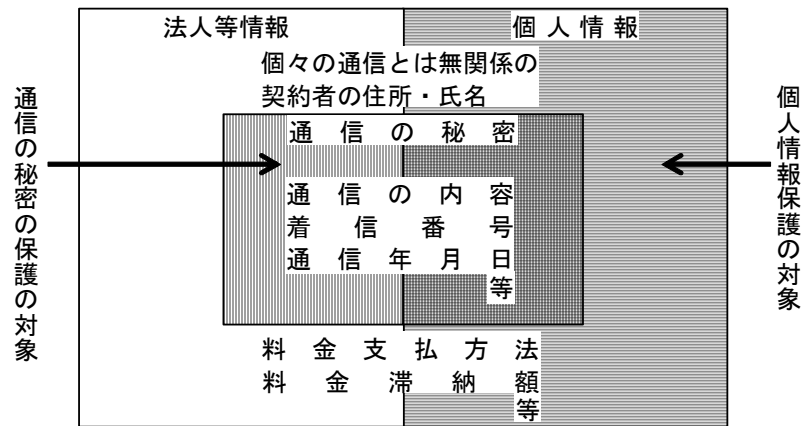 法人等情報
個人情報
個々の通信とは無関係の
契約者の住所・氏名
通信の秘密の保護の対象
通信の秘密
通信の内容
着信番号
通信年月日
等
個人情報保護の対象
料金支払方法
料金滞納額
等